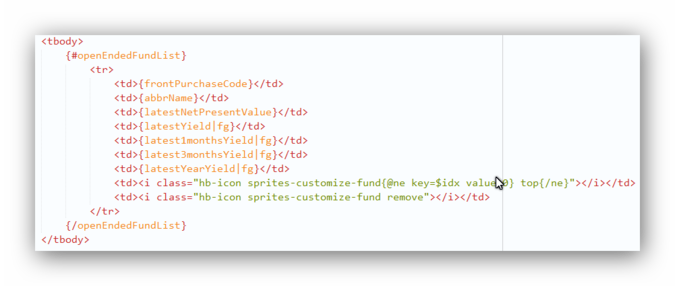 <tbody>
{#openEndedFundList}
<tr>
<td>{frontPurchaseCode}</td>
<td>{abbrName}</td>
<td>{latestNetPresentValue}</td>
<td>{latestYield|fg}</td>
<td>{latest1monthsYield|fg}</td>
<td>{latest3monthsYield|fg}</td>
<td>{latestYearYield|fg}</td>
<td><i class="hb-icon sprites-customize-fund{@ne key=$idx value=0} top{/ne}"></i></td>
<td><i class="hb-icon sprites-customize-fund remove"></i></td>
</tr>
{/openEndedFundList}
</tbody>